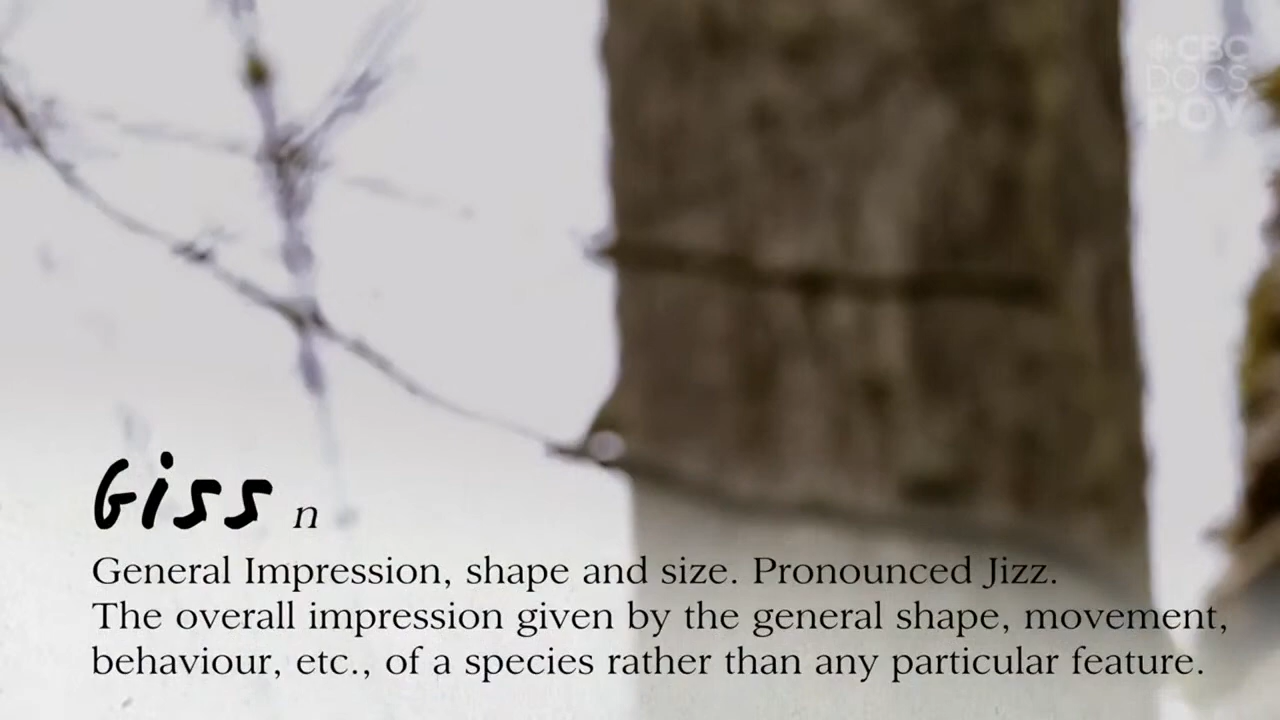 CBC
DOCS
POV
Giss n
General Impression, shape and size. Pronounced Jizz.
The overall impression given by the general shape, movement,
behaviour, etc., of a species rather than any particular feature.